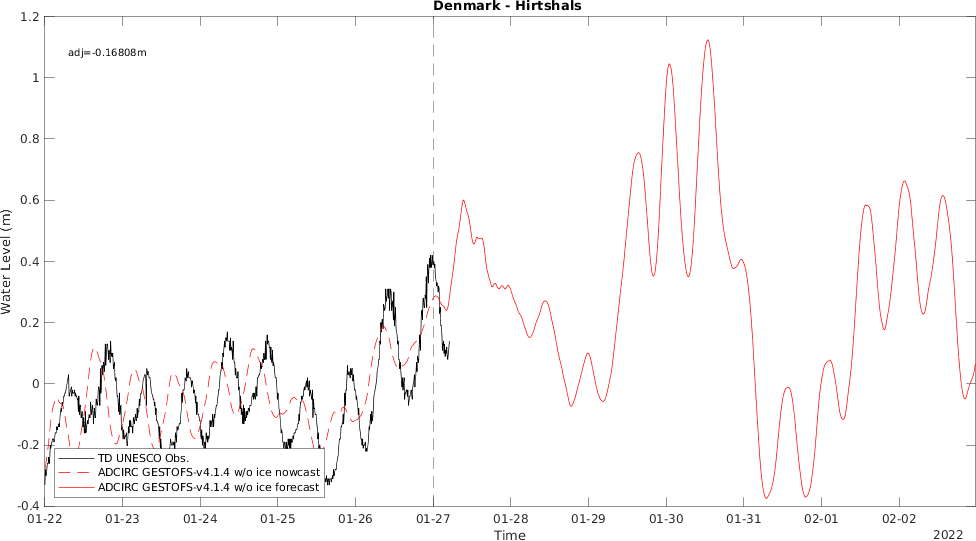 Denmark - Hirtshals
1.2
adj=-0.16808m
1
0.8
0.6
0.4
0.2
0
-0.2
-0.4
Water Level (m)
TD UNESCO Obs.
ADCIRC GESTOFS-v4.1.4 w/o ice nowcast
ADCIRC GESTOFS-v4.1.4 w/o ice forecast
01-22 01-23 01-24 01-25 01-26 01-27 01-28 01-29 01-30 01-31 02-01 02-02
Time
2022